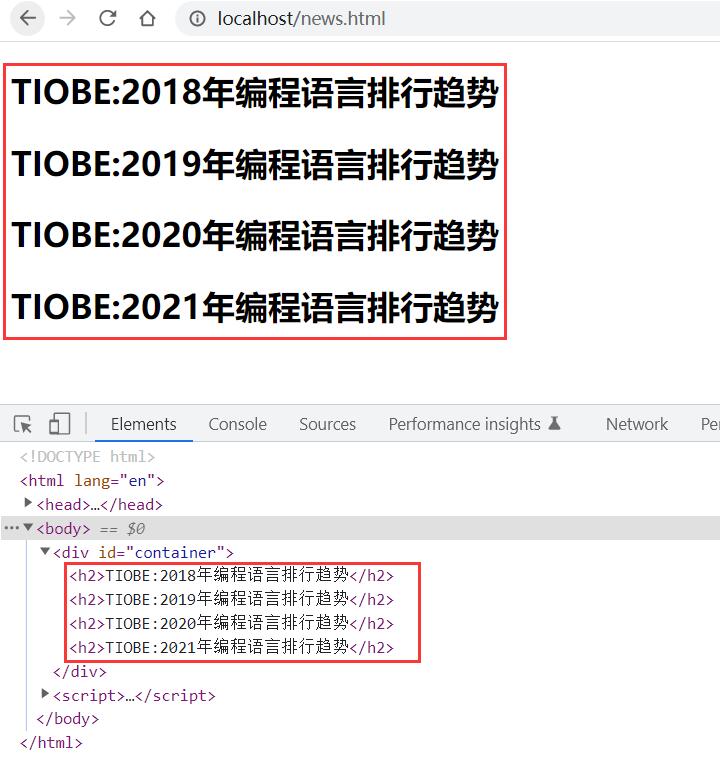 localhost/news.html
TIOBE:2018年编程语言排行趋势
TIOBE:2019年编程语言排行趋势
TIOBE:2020年编程语言排行趋势
TIOBE:2021年编程语言排行趋势
Elements Console Sources Performance insights Network Pe
<!DOCTYPE html>
<html lang="en">
<head>…</head>
<body> == $0
<div id="container">
<h2>TIOBE:2018年编程语言排行趋势</h2>
<h2>TIOBE:2019年编程语言排行趋势</h2>
<h2>TIOBE:2020年编程语言排行趋势</h2>
<h2>TIOBE:2021年编程语言排行趋势</h2>
</div>
<script>…</script>
</body>
</html>